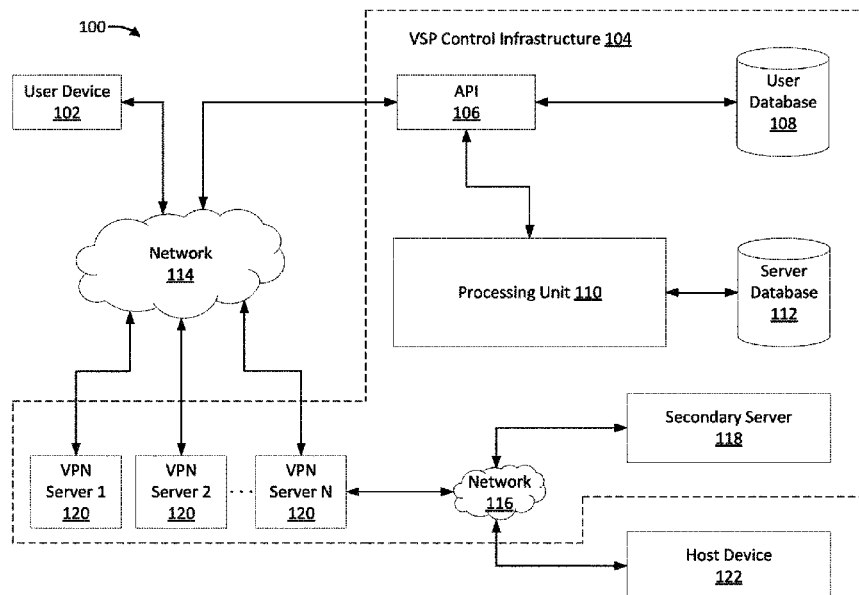 100
VSP Control Infrastructure 104
User Device
102
API
106
User
Database
108
Network
114
Processing Unit 110
Server
Database
112
Secondary Server
118
VPN
Server 1
120
VPN
Server 2
120
...
VPN
Server N
120
Network
116
Host Device
122